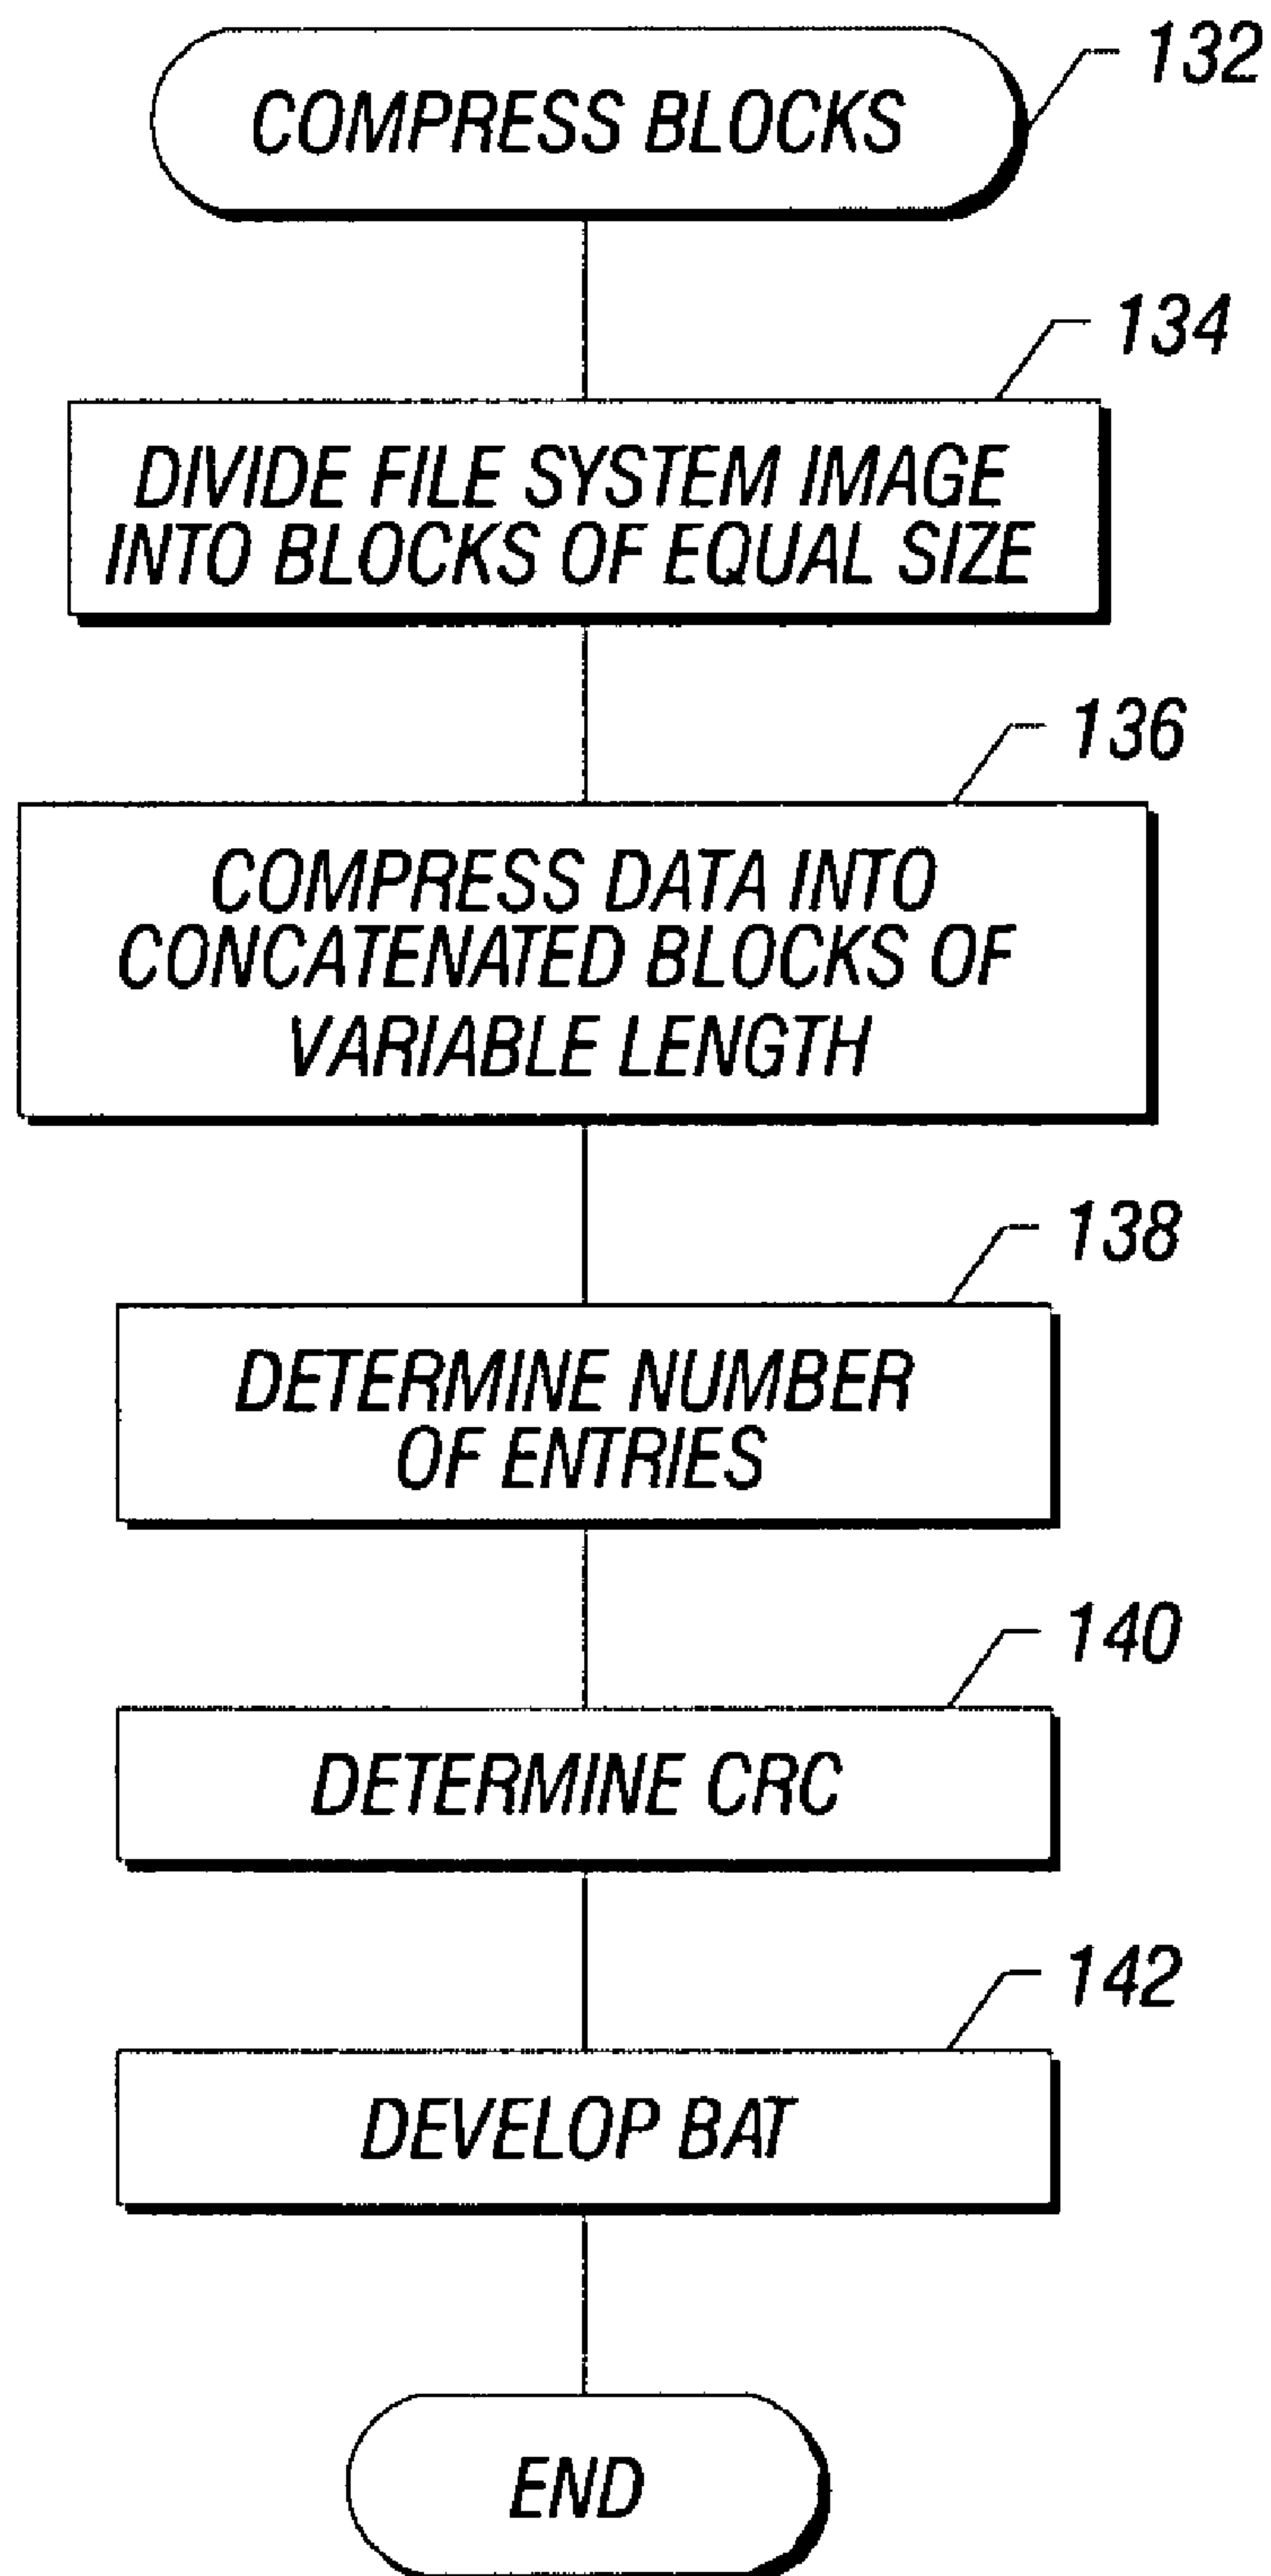 COMPRESS BLOCKS
132
134
DIVIDE FILE SYSTEM IMAGE
INTO BLOCKS OF EQUAL SIZE
136
COMPRESS DATA INTO
CONCATENATED BLOCKS OF
VARIABLE LENGTH
138
DETERMINE NUMBER
OF ENTRIES
140
DETERMINE CRC
142
DEVELOP BAT
END